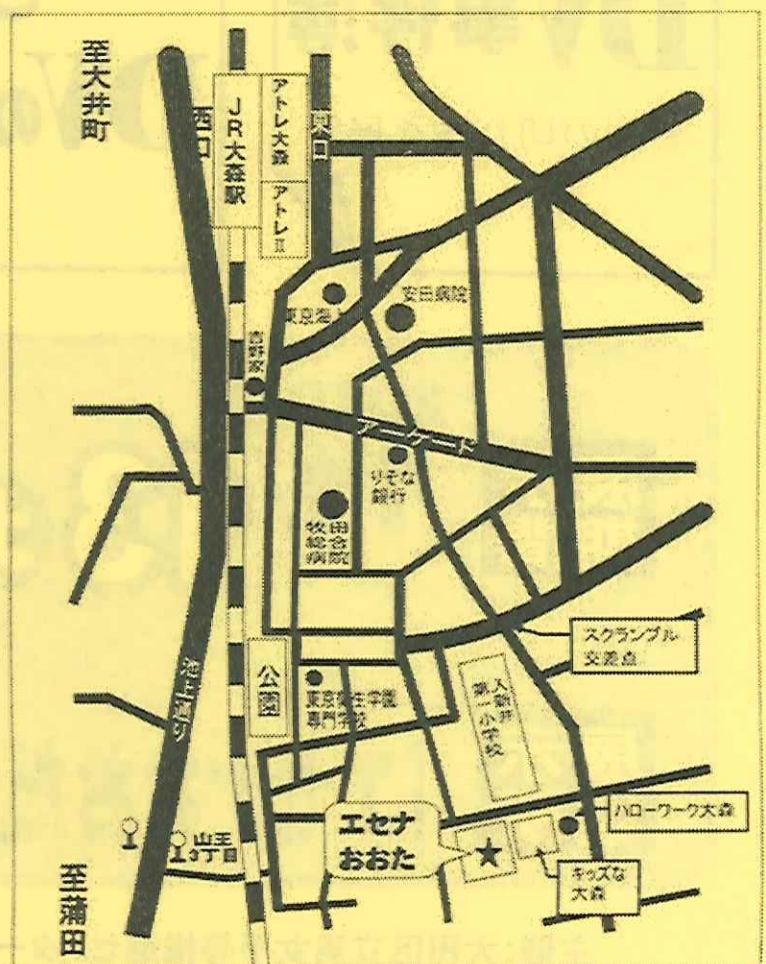 至大井町
西口
JR大森駅
アトレ大森
アトレⅡ
東口
東京海上
安田病院
吉野家
アーケード
りそな
銀行
牧田
総合
病院
スクランブル
交差点
公園
東京衛生学園
専門学校
入新井
第一小学校
池上通り
ハローワーク大森
エセナ
おおた
キッズな
大森
山王
3丁目
至蒲田